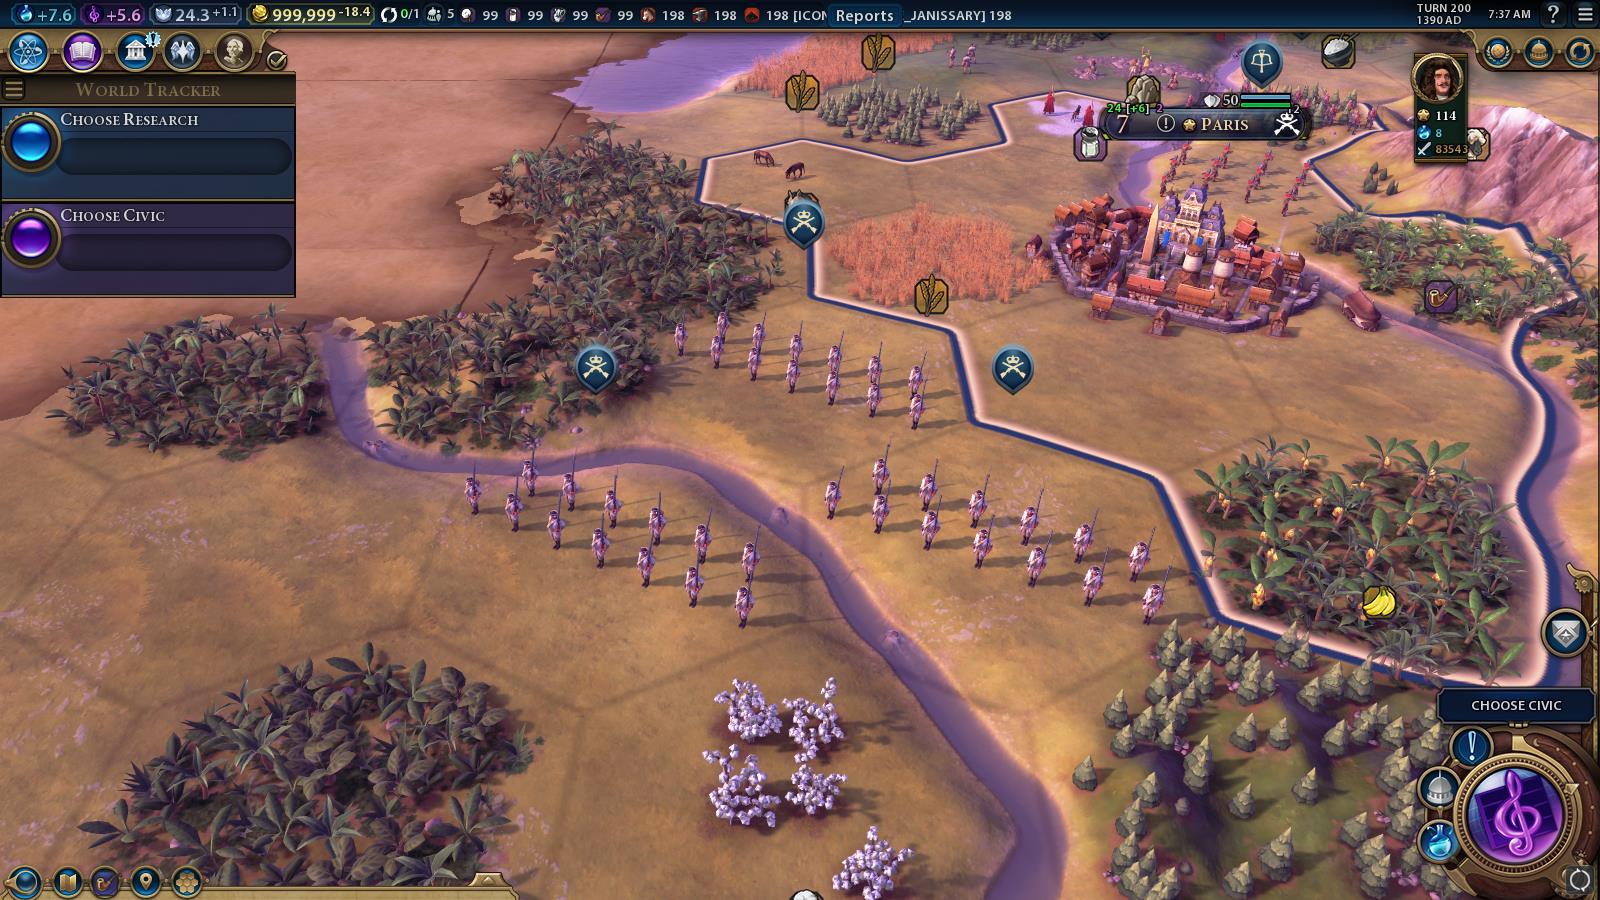 +7.6 +5.6 24.3 +1.1 999,999 -18.4 0/1 5 99 99 99 99 198 198 198 [ICON Reports _JANISSARY] 198
TURN 200
1390 AD
7:37 AM
?
WORLD TRACKER
CHOOSE RESEARCH
CHOOSE CIVIC
50
24 [+6] 2
2
7 PARIS
114
8
83543
CHOOSE CIVIC